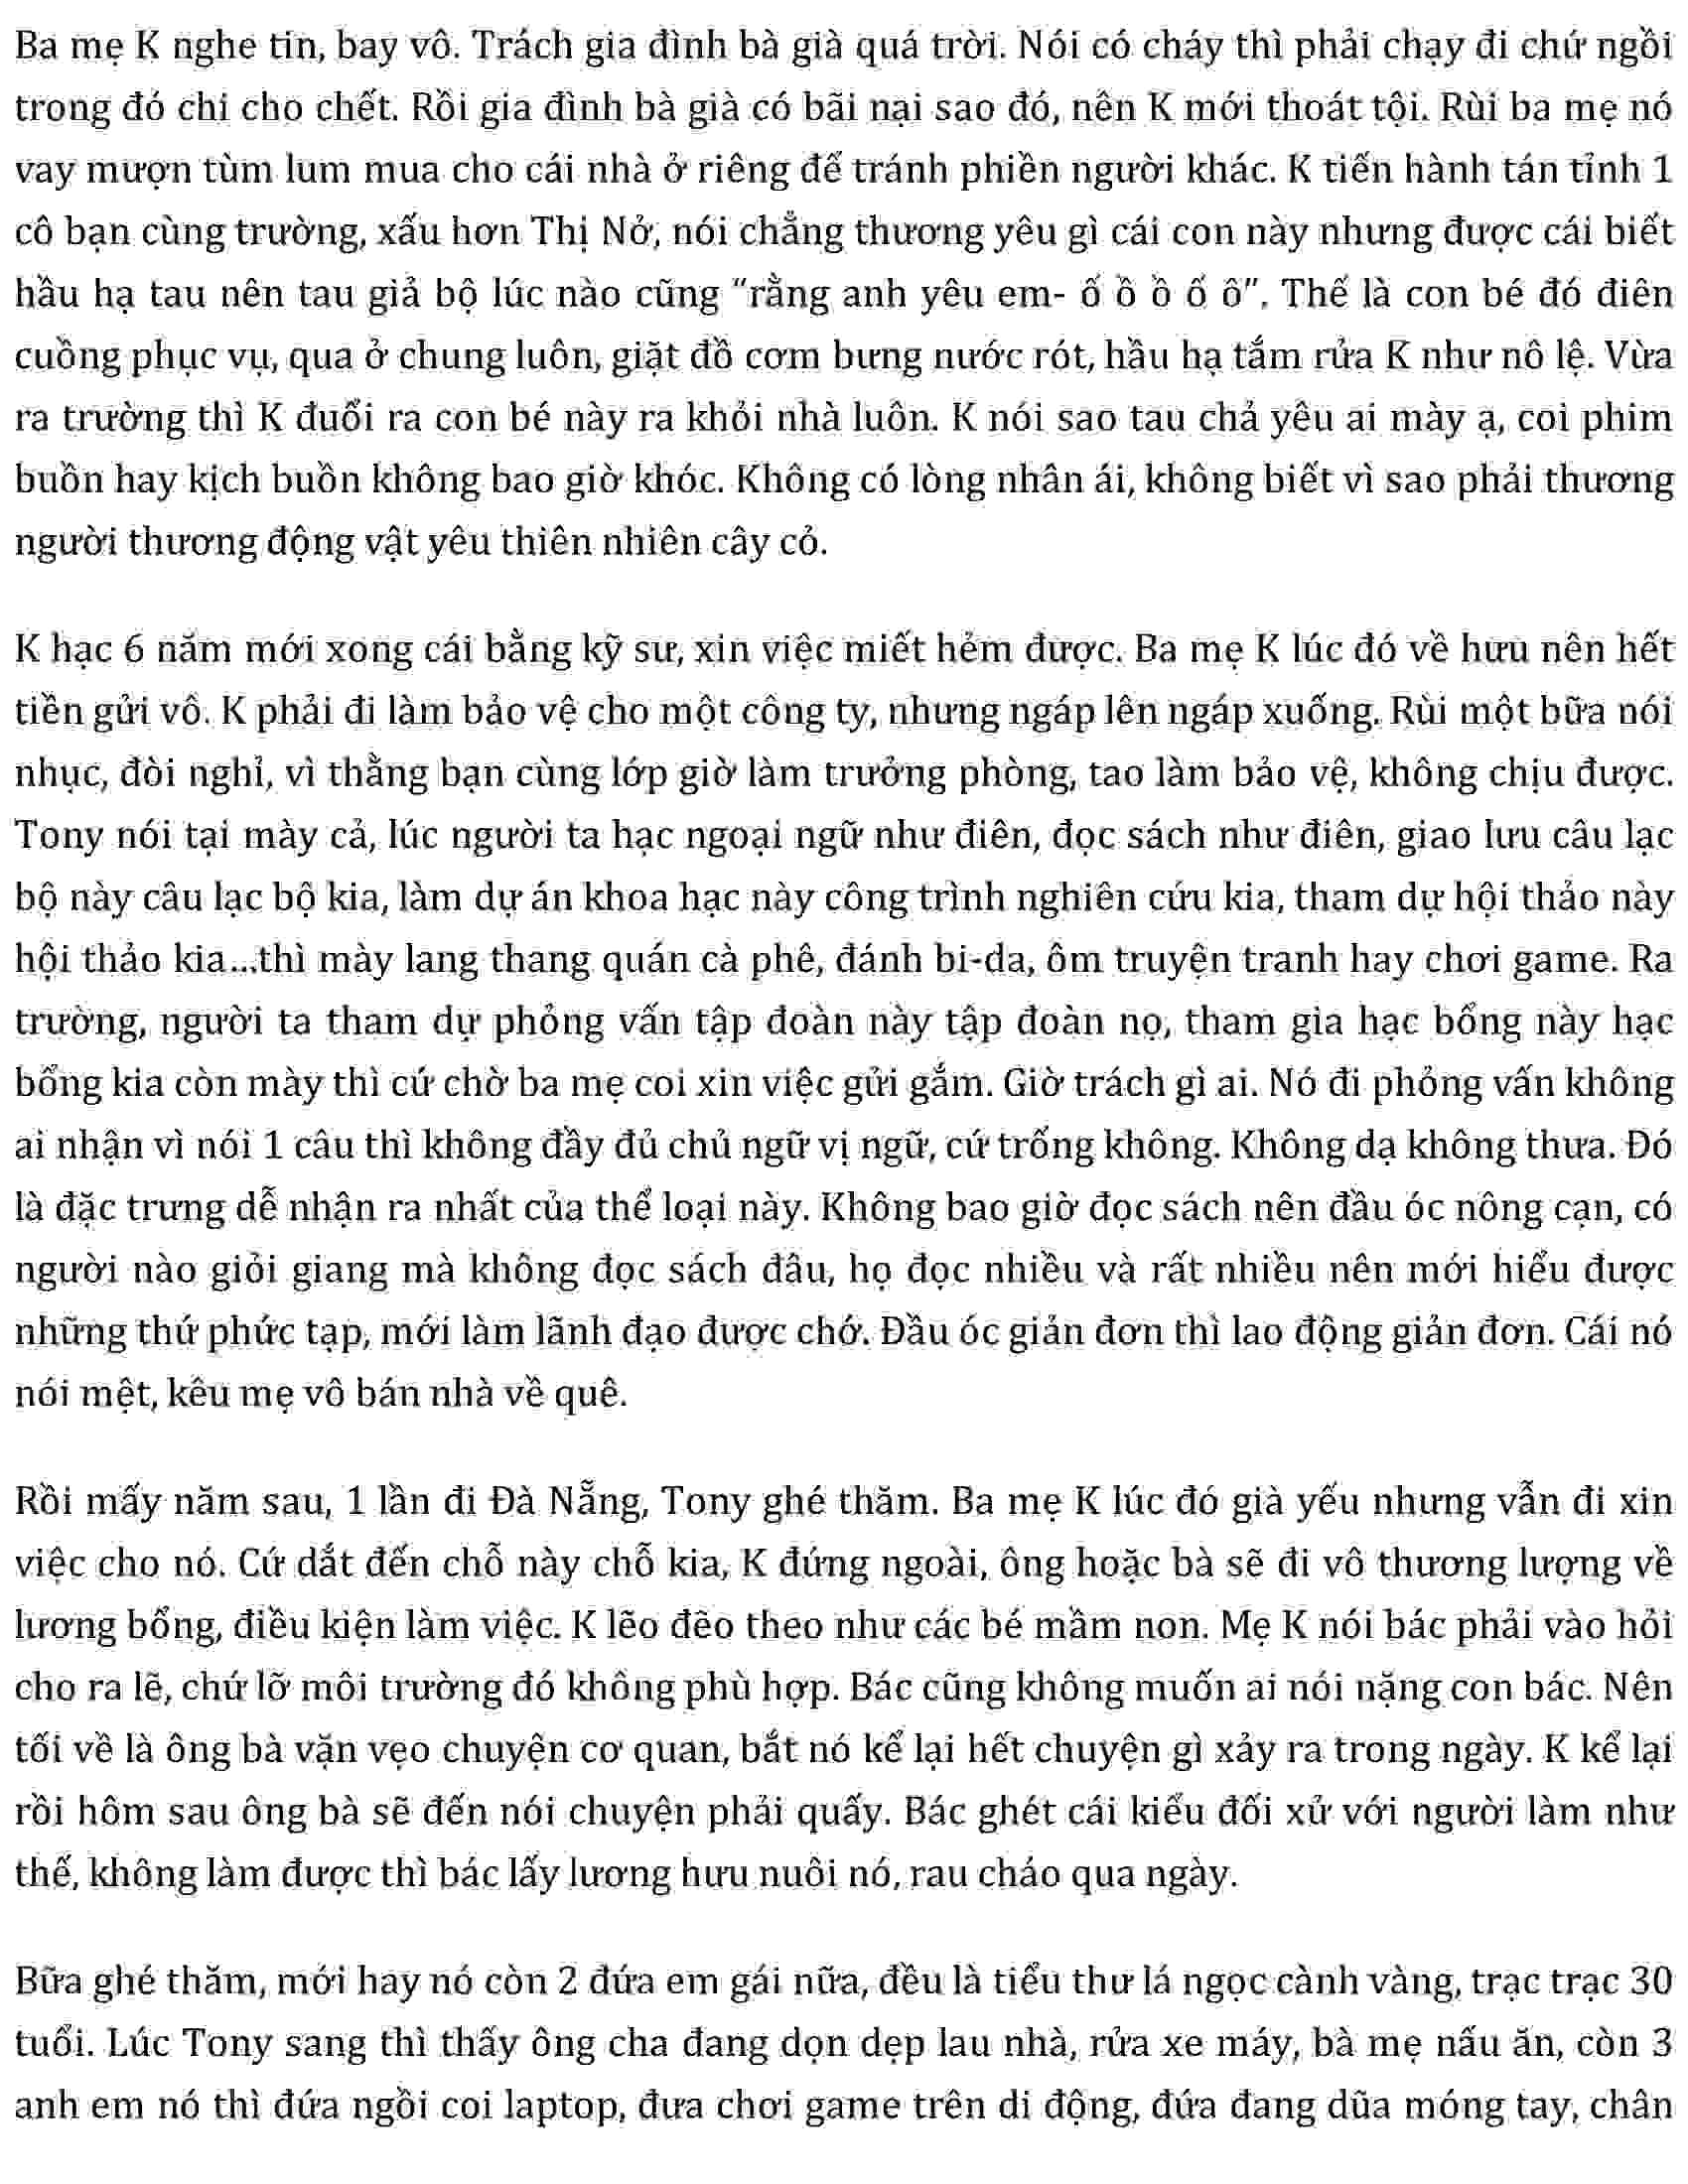 Ba mẹ K nghe tin, bay vô. Trách gia đình bà già quá trời. Nói có cháy thì phải chạy đi chứ ngồi
trong đó chi cho chết. Rồi gia đình bà già có bãi nại sao đó, nên K mới thoát tội. Rùi ba mẹ nó
vay mượn tùm lum mua cho cái nhà ở riêng để tránh phiền người khác. K tiến hành tán tỉnh 1
cô bạn cùng trường, xấu hơn Thị Nở, nói chẳng thương yêu gì cái con này nhưng được cái biết
hầu hạ tau nên tau giả bộ lúc nào cũng "rằng anh yêu em- ố ồ ồ ố ô". Thế là con bé đó điên
cuồng phục vụ, qua ở chung luôn, giặt đồ cơm bưng nước rót, hầu hạ tắm rửa K như nô lệ. Vừa
ra trường thì K đuổi ra con bé này ra khỏi nhà luôn. K nói sao tau chả yêu ai mày ạ, coi phim
buồn hay kịch buồn không bao giờ khóc. Không có lòng nhân ái, không biết vì sao phải thương
người thương động vật yêu thiên nhiên cây cỏ.
K hạc 6 năm mới xong cái bằng kỹ sư, xin việc miết hẻm được. Ba mẹ K lúc đó về hưu nên hết
tiền gửi vô. K phải đi làm bảo vệ cho một công ty, nhưng ngáp lên ngáp xuống. Rùi một bữa nói
nhục, đòi nghỉ, vì thằng bạn cùng lớp giờ làm trưởng phòng, tao làm bảo vệ, không chịu được.
Tony nói tại mày cả, lúc người ta hạc ngoại ngữ như điên, đọc sách như điên, giao lưu câu lạc
bộ này câu lạc bộ kia, làm dự án khoa hạc này công trình nghiên cứu kia, tham dự hội thảo này
hội thảo kia...thì mày lang thang quán cà phê, đánh bi-da, ôm truyện tranh hay chơi game. Ra
trường, người ta tham dự phỏng vấn tập đoàn này tập đoàn nọ, tham gia hạc bổng này hạc
bổng kia còn mày thì cứ chờ ba mẹ coi xin việc gửi gắm. Giờ trách gì ai. Nó đi phỏng vấn không
ai nhận vì nói 1 câu thì không đầy đủ chủ ngữ vị ngữ, cứ trống không. Không dạ không thưa. Đó
là đặc trưng dễ nhận ra nhất của thể loại này. Không bao giờ đọc sách nên đầu óc nông cạn, có
người nào giỏi giang mà không đọc sách đâu, họ đọc nhiều và rất nhiều nên mới hiểu được
những thứ phức tạp, mới làm lãnh đạo được chớ. Đầu óc giản đơn thì lao động giản đơn. Cái nó
nói mệt, kêu mẹ vô bán nhà về quê.
Rồi mấy năm sau, 1 lần đi Đà Nẵng, Tony ghé thăm. Ba mẹ K lúc đó già yếu nhưng vẫn đi xin
việc cho nó. Cứ dắt đến chỗ này chỗ kia, K đứng ngoài, ông hoặc bà sẽ đi vô thương lượng về
lương bổng, điều kiện làm việc. K lẽo đẽo theo như các bé mầm non. Mẹ K nói bác phải vào hỏi
cho ra lẽ, chứ lỡ môi trường đó không phù hợp. Bác cũng không muốn ai nói nặng con bác. Nên
tối về là ông bà vặn vẹo chuyện cơ quan, bắt nó kể lại hết chuyện gì xảy ra trong ngày. K kể lại
rồi hôm sau ông bà sẽ đến nói chuyện phải quấy. Bác ghét cái kiểu đối xử với người làm như
thế, không làm được thì bác lấy lương hưu nuôi nó, rau cháo qua ngày.
Bữa ghé thăm, mới hay nó còn 2 đứa em gái nữa, đều là tiểu thư lá ngọc cành vàng, trạc trạc 30
tuổi. Lúc Tony sang thì thấy ông cha đang dọn dẹp lau nhà, rửa xe máy, bà mẹ nấu ăn, còn 3
anh em nó thì đứa ngồi coi laptop, đưa chơi game trên di động, đứa đang dũa móng tay, chân